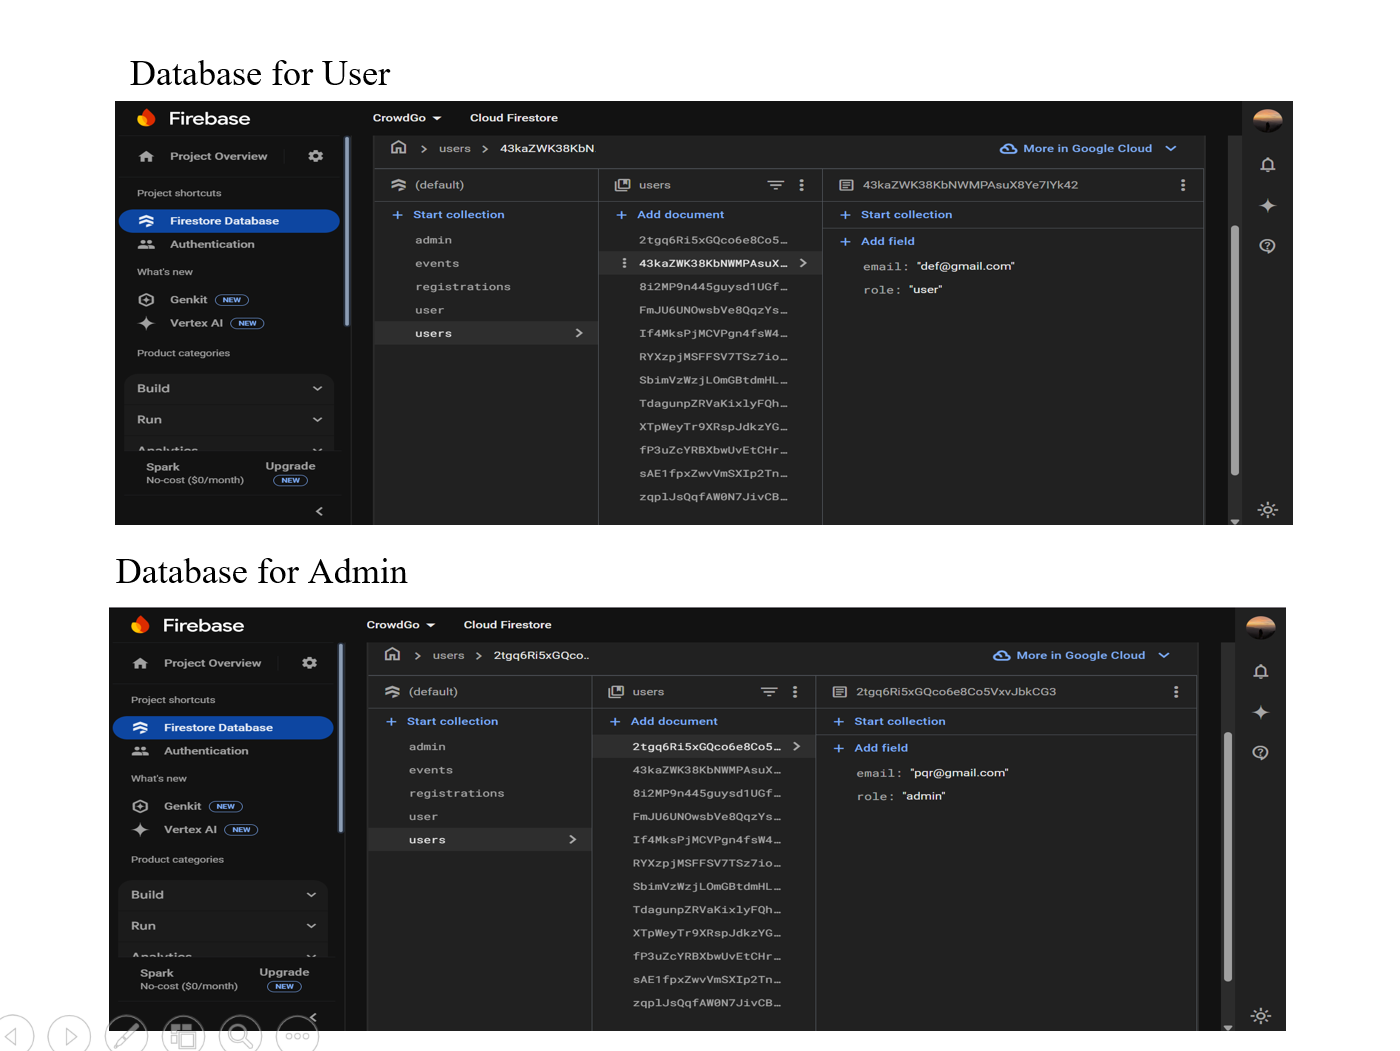 Database for User
Firebase
CrowdGo
Cloud Firestore
Project Overview
users
43kaZWK38KbN.
More in Google Cloud
Project shortcuts
Firestore Database
Authentication
What's new
Genkit NEW
Vertex AI NEW
Product categories
Build
Run
Analytics
Spark
No-cost ($0/month)
Upgrade
NEW
(default)
Start collection
admin
events
registrations
user
users
users
Add document
2tgq6Ri5xGQco6e8Co5…
43kaZWK38KbNWMPAsuX…
8i2MP9n445guysd1UGf…
FmJU6UNOwsbVe8QqzYs…
If4MksPjMCVPgn4fsW4…
RYXzpjMSFFSV7TSz7io…
SbimVzWzjLOmGBtdmHL…
TdagunpZRVaKixlyFQh…
XTpWeyTr9XRspJdkzYG…
fP3uZcYRBXbwUvEtCHr…
sAE1fpxZwvVmSXIp2Tn…
zqplJsQqfAW0N7JivCB…
43kaZWK38KbNWMPAsuX8Ye7IYk42
Start collection
Add field
email: "def@gmail.com"
role: "user"
Database for Admin
Firebase
CrowdGo
Cloud Firestore
Project Overview
users
2tgq6Ri5xGQco..
More in Google Cloud
Project shortcuts
Firestore Database
Authentication
What's new
Genkit NEW
Vertex AI NEW
Product categories
Build
Run
Analytics
Spark
No-cost ($0/month)
Upgrade
NEW
(default)
Start collection
admin
events
registrations
user
users
users
Add document
2tgq6Ri5xGQco6e8Co5…
43kaZWK38KbNWMPAsuX…
8i2MP9n445guysd1UGf…
FmJU6UNOwsbVe8QqzYs…
If4MksPjMCVPgn4fsW4…
RYXzpjMSFFSV7TSz7io…
SbimVzWzjLOmGBtdmHL…
TdagunpZRVaKixlyFQh…
XTpWeyTr9XRspJdkzYG…
fP3uZcYRBXbwUvEtCHr…
sAE1fpxZwvVmSXIp2Tn…
zqplJsQqfAW0N7JivCB…
2tgq6Ri5xGQco6e8Co5VxvJbkCG3
Start collection
Add field
email: "pqr@gmail.com"
role: "admin"